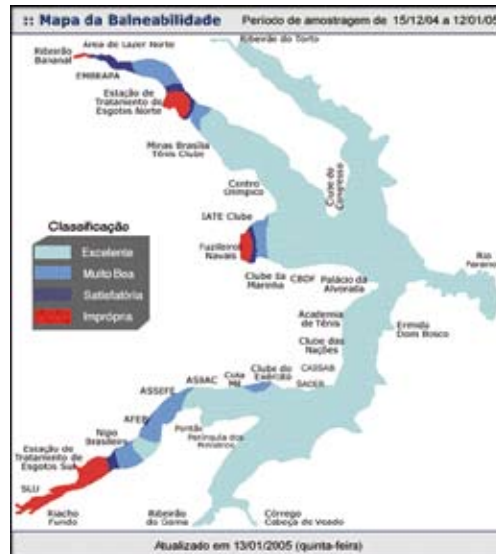 :: Mapa da Balneabilidade
Período de amostragem de 15/12/04 a 12/01/05
Ribeirão do Torto
Área de Lazer Norte
Ribeirão
Bananal
EMBRAPA
Estação de
Tratamento de
Esgotos Norte
Minas Brasília
Tênis Clube
Clube do
Congresso
Centro
Olímpico
IATE Clube
Classificação
Excelente
Muito Boa
Satisfatória
Imprópria
Fuzileiros
Navais
Clube da
Marinha
CBDF
Palácio da
Alvorada
Rio
Academia
de Tênis
Ermida
Dom Bosco
Clube das
Nações
CASSAB
Clube do
Exército
Cota
Mil
ASBAC
ASSEFE
AFEB
Nipo
Brasileiro
Pontão
Península dos
Ministros
Estação de
Tratamento de
Esgotos Sul
SLU
Riacho
Fundo
Ribeirão
do Gama
Córrego
Cabeça de Veado
Atualizado em 13/01/2005 (quinta-feira)